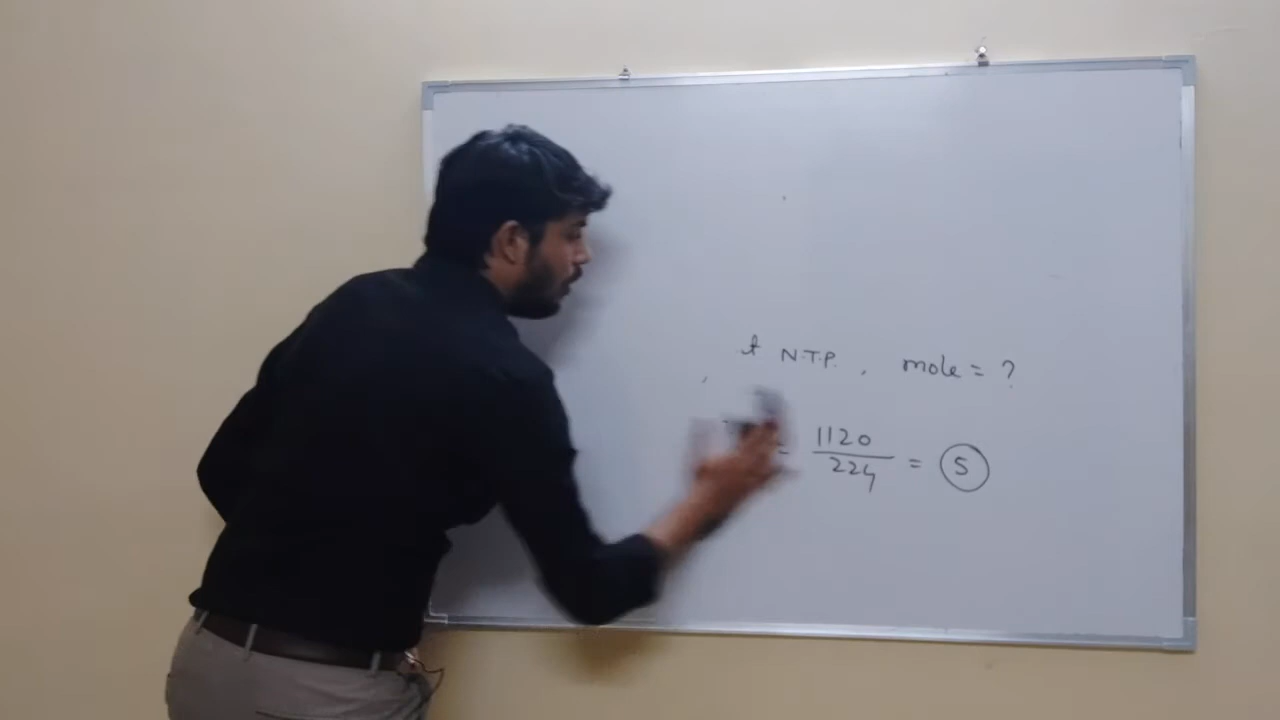 t N.T.P., mole = ?
= 1120 / 224 = 5